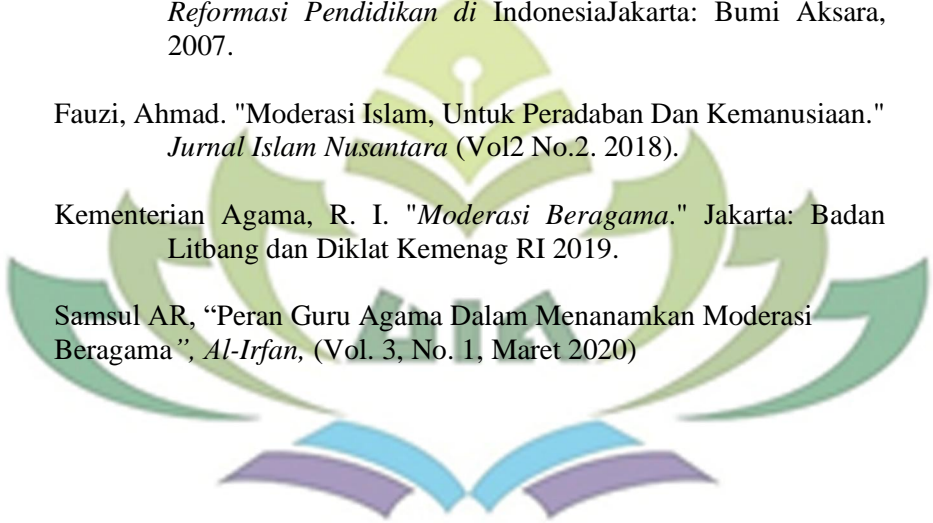 Reformasi Pendidikan di IndonesiaJakarta: Bumi Aksara,
2007.
Fauzi, Ahmad. "Moderasi Islam, Untuk Peradaban Dan Kemanusiaan."
Jurnal Islam Nusantara (Vol2 No.2. 2018).
Kementerian Agama, R. I. "Moderasi Beragama." Jakarta: Badan
Litbang dan Diklat Kemenag RI 2019.
Samsul AR, “Peran Guru Agama Dalam Menanamkan Moderasi
Beragama”, Al-Irfan, (Vol. 3, No. 1, Maret 2020)